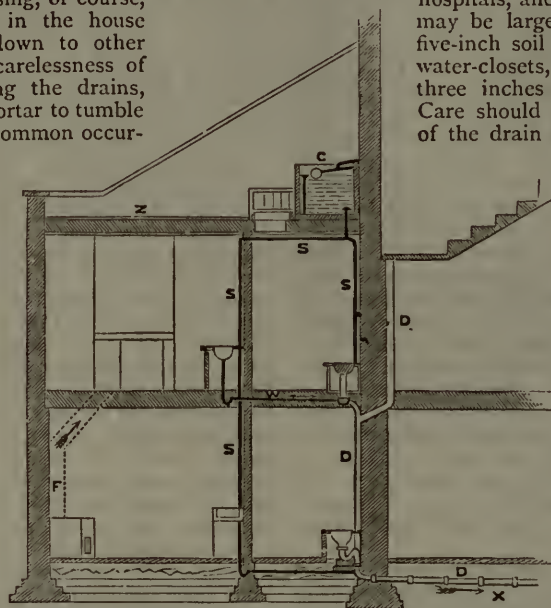 sing, of course,
in the house
down to other
carelessness of
ng the drains,
ortar to tumble
ommon occur-
hospitals, and
may be large
five-inch soil
water-closets,
three inches
Care should
of the drain
C
Z
S
S
S
D
W
S
D
F
D
X